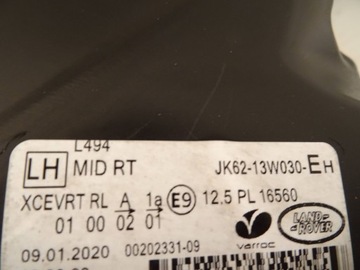 L494
LH MID RT JK62-13W030-EH
XCEVRT RL A 1a E9 12.5 PL 16560
01 00 02 01
09.01.2020 00202331-09 varroc LAND ROVER